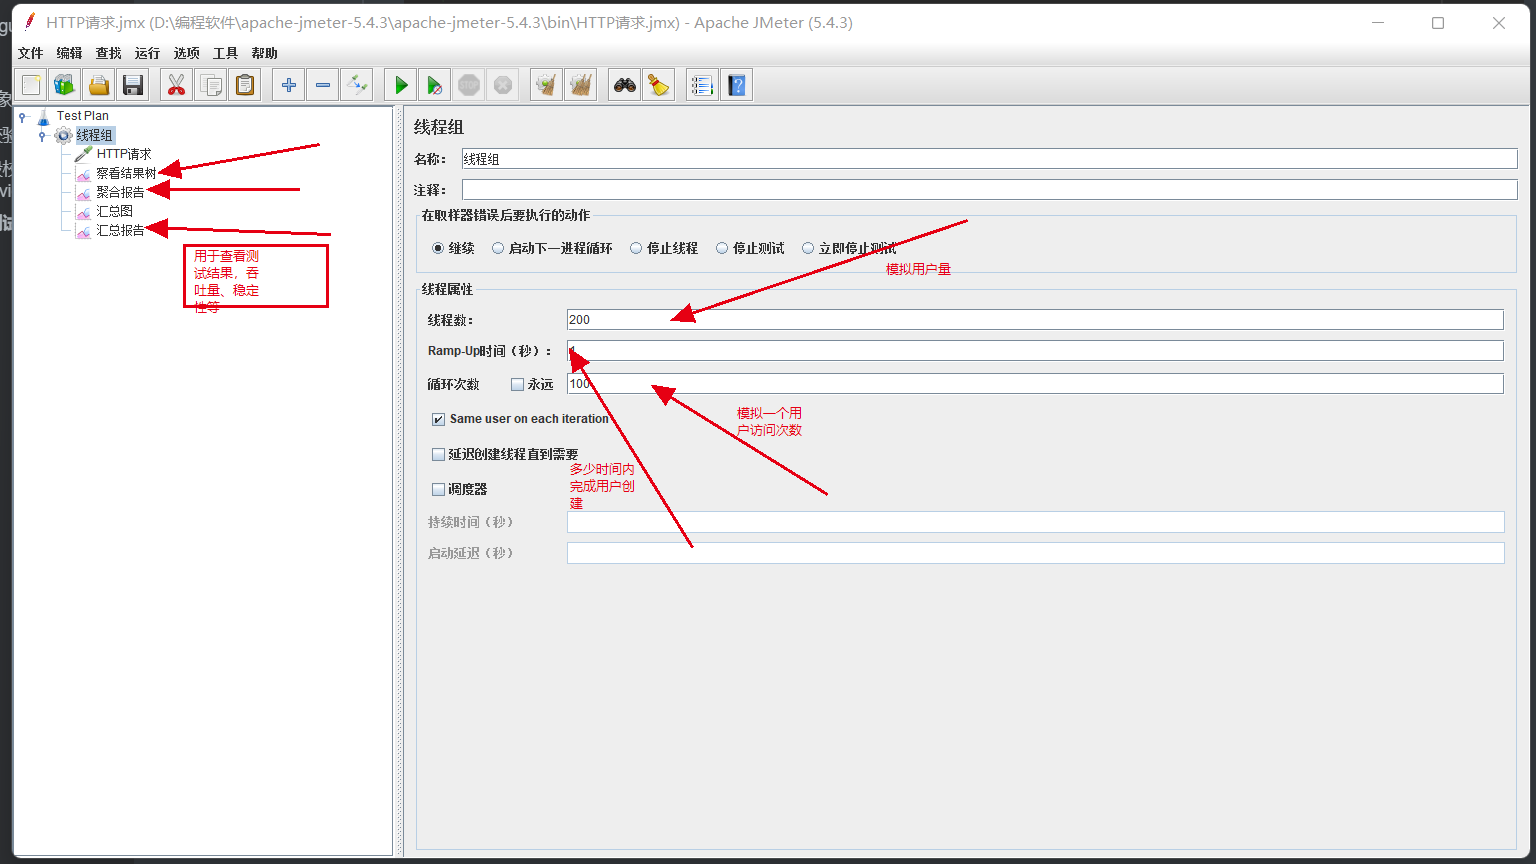 HTTP请求.jmx (D:\编程软件\apache-jmeter-5.4.3\apache-jmeter-5.4.3\bin\HTTP请求.jmx) - Apache JMeter (5.4.3)
文件 编辑 查找 运行 选项 工具 帮助
STOP
Test Plan
线程组
HTTP请求
察看结果树
聚合报告
汇总图
汇总报告
用于查看测
试结果，吞
吐量、稳定
性等
线程组
名称： 线程组
注释：
在取样器错误后要执行的动作
继续 启动下一进程循环 停止线程 停止测试 立即停止测试
模拟用户量
线程属性
线程数： 200
Ramp-Up时间（秒）：
循环次数 永远 100
Same user on each iteration
模拟一个用
户访问次数
延迟创建线程直到需要
多少时间内
完成用户创
建
调度器
持续时间（秒）
启动延迟（秒）